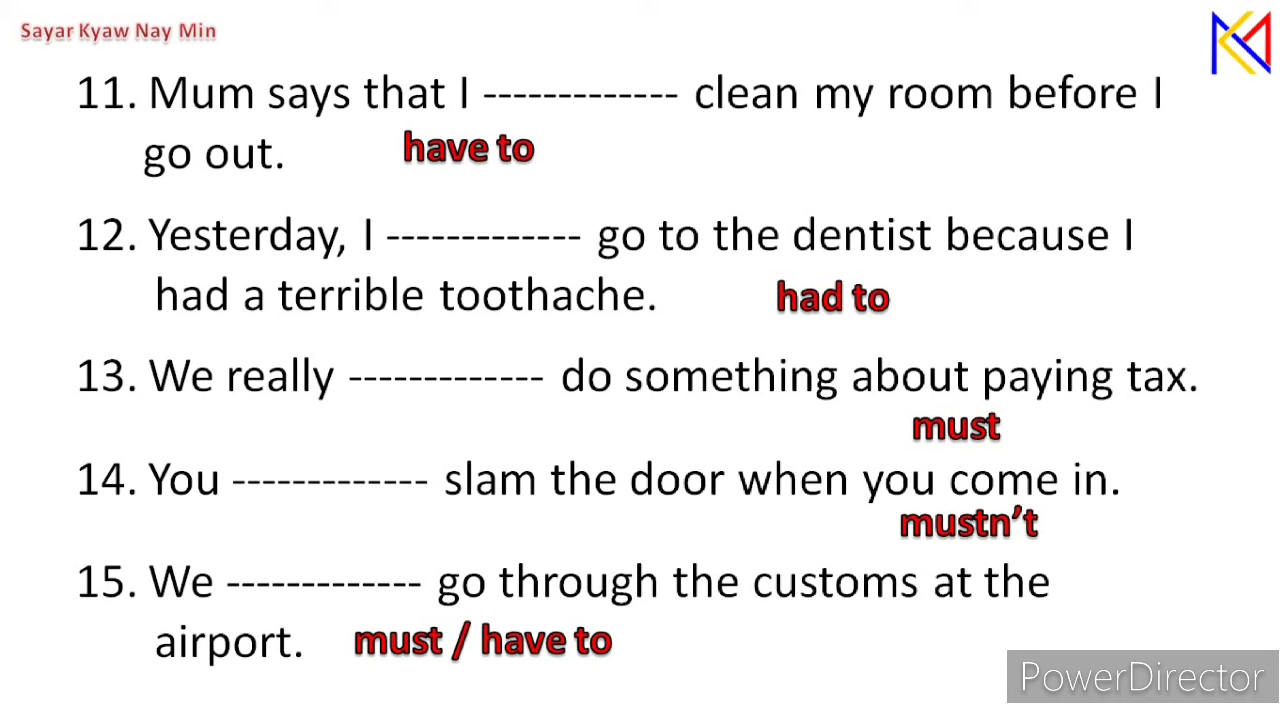 Sayar Kyaw Nay Min
11. Mum says that I ------------- clean my room before I
go out. have to
12. Yesterday, I ------------- go to the dentist because I
had a terrible toothache. had to
13. We really ------------- do something about paying tax.
must
14. You ------------- slam the door when you come in.
mustn't
15. We ------------- go through the customs at the
airport. must / have to
PowerDirector